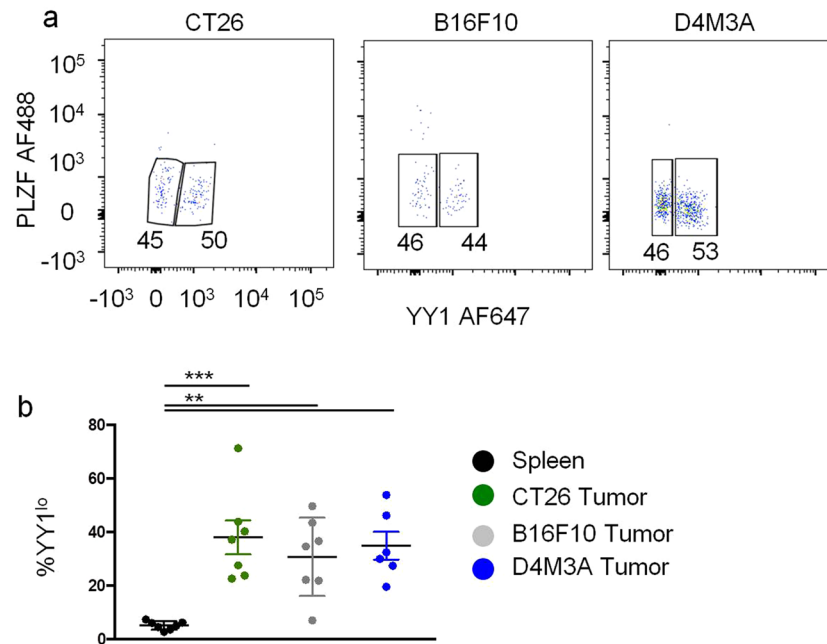 a
CT26 B16F10 D4M3A
PLZF AF488
10⁵
10⁴
10³
0
-10³
45 50
46 44
46 53
-10³ 0 10³ 10⁴ 10⁵
YY1 AF647
b
***
**
%YY1ˡᵒ
80
60
40
20
0
Spleen
CT26 Tumor
B16F10 Tumor
D4M3A Tumor